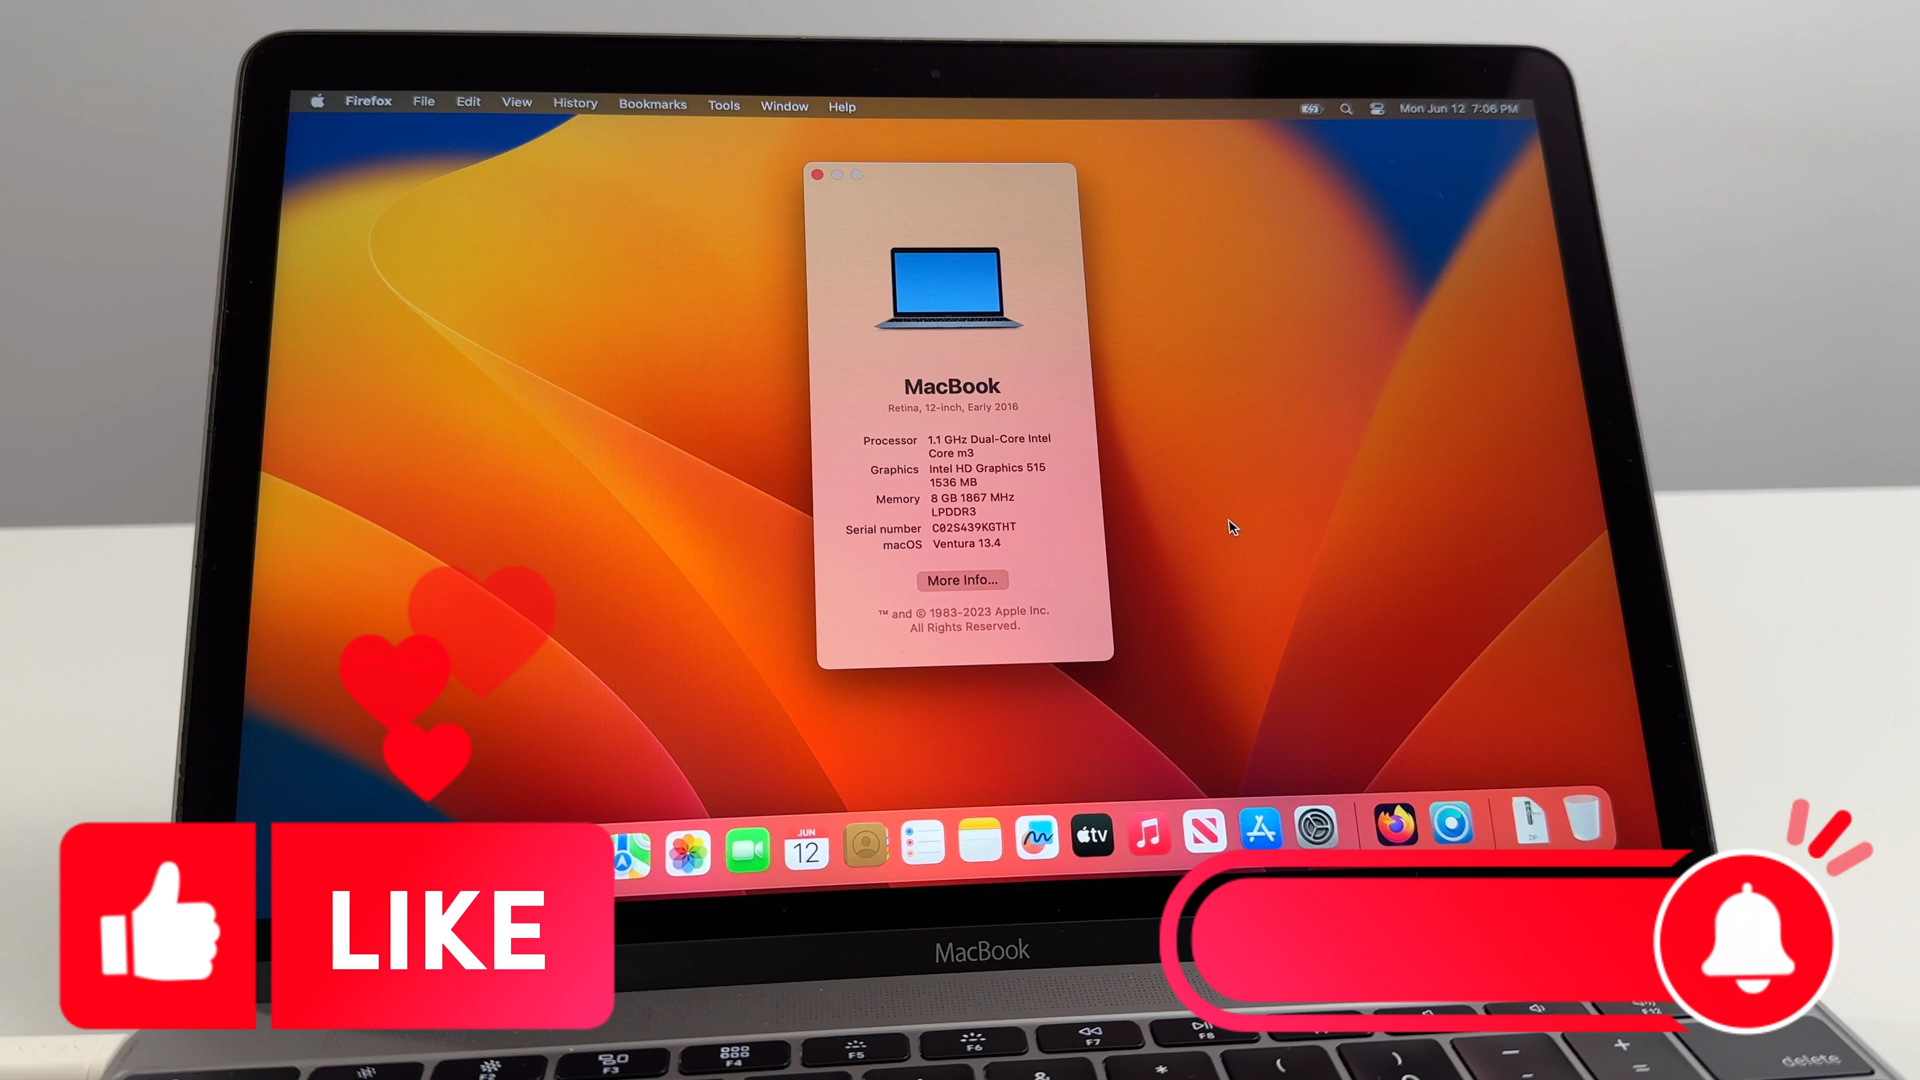 Firefox File Edit View History Bookmarks Tools Window Help
Mon Jun 12 7:06 PM
MacBook
Retina, 12-inch, Early 2016
Processor 1.1 GHz Dual-Core Intel
Core m3
Graphics Intel HD Graphics 515
1536 MB
Memory 8 GB 1867 MHz
LPDDR3
Serial number C02S439KGTHT
macOS Ventura 13.4
More Info...
™ and © 1983-2023 Apple Inc.
All Rights Reserved.
JUN
12
tv
ZIP
LIKE
MacBook
F2
F3
F4
F5
F6
F7
F8
F12
* ( ) – +
&
=
delete